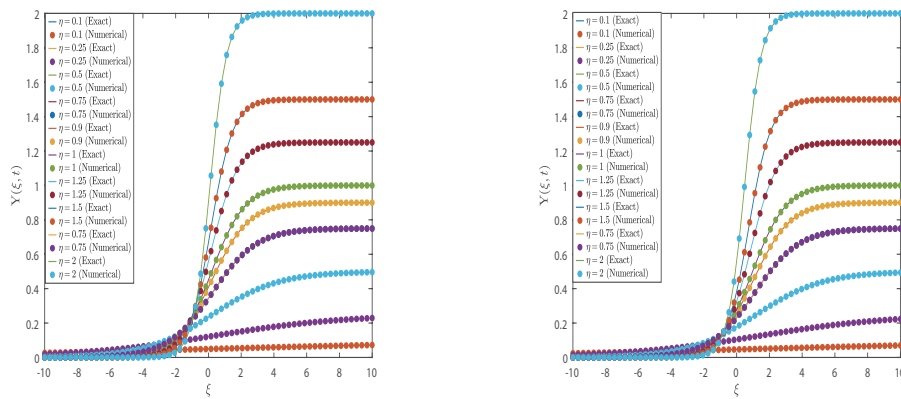 2
1.8
1.6
1.4
1.2
1
0.8
0.6
0.4
0.2
0
Υ(ξ, t)
η = 0.1 (Exact)
η = 0.1 (Numerical)
η = 0.25 (Exact)
η = 0.25 (Numerical)
η = 0.5 (Exact)
η = 0.5 (Numerical)
η = 0.75 (Exact)
η = 0.75 (Numerical)
η = 0.9 (Exact)
η = 0.9 (Numerical)
η = 1 (Exact)
η = 1 (Numerical)
η = 1.25 (Exact)
η = 1.25 (Numerical)
η = 1.5 (Exact)
η = 1.5 (Numerical)
η = 0.75 (Exact)
η = 0.75 (Numerical)
η = 2 (Exact)
η = 2 (Numerical)
-10 -8 -6 -4 -2 0 2 4 6 8 10
ξ
2
1.8
1.6
1.4
1.2
1
0.8
0.6
0.4
0.2
0
Υ(ξ, t)
η = 0.1 (Exact)
η = 0.1 (Numerical)
η = 0.25 (Exact)
η = 0.25 (Numerical)
η = 0.5 (Exact)
η = 0.5 (Numerical)
η = 0.75 (Exact)
η = 0.75 (Numerical)
η = 0.9 (Exact)
η = 0.9 (Numerical)
η = 1 (Exact)
η = 1 (Numerical)
η = 1.25 (Exact)
η = 1.25 (Numerical)
η = 1.5 (Exact)
η = 1.5 (Numerical)
η = 0.75 (Exact)
η = 0.75 (Numerical)
η = 2 (Exact)
η = 2 (Numerical)
-10 -8 -6 -4 -2 0 2 4 6 8 10
ξ